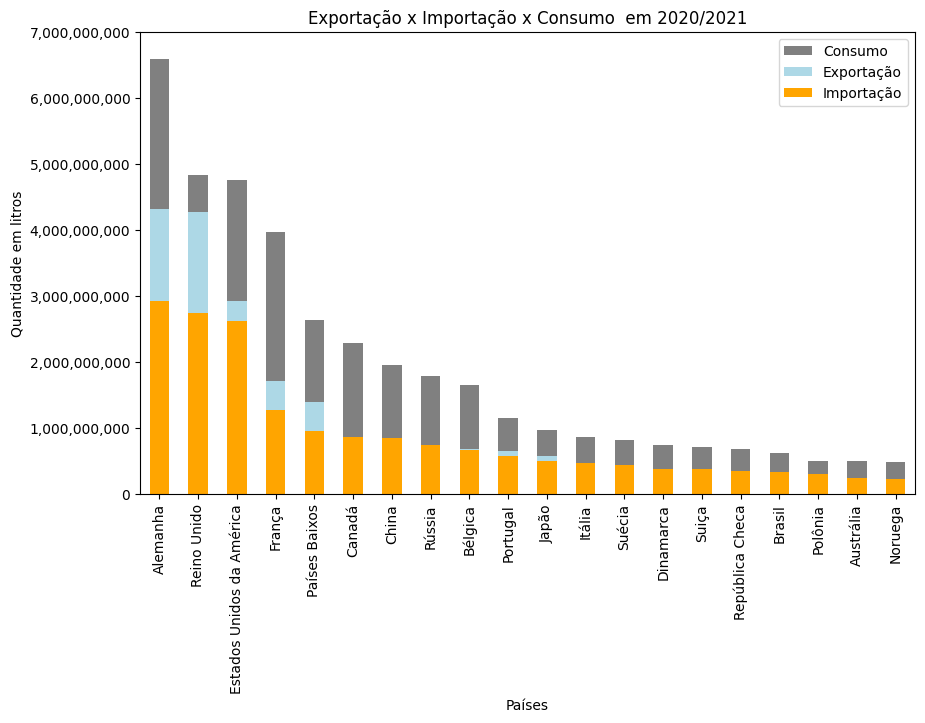 Exportação x Importação x Consumo  em 2020/2021
Consumo
Exportação
Importação
7,000,000,000
6,000,000,000
5,000,000,000
4,000,000,000
3,000,000,000
2,000,000,000
1,000,000,000
0
Quantidade em litros
Alemanha
Reino Unido
Estados Unidos da América
França
Países Baixos
Canadá
China
Rússia
Bélgica
Portugal
Japão
Itália
Suécia
Dinamarca
Suiça
República Checa
Brasil
Polônia
Austrália
Noruega
Países